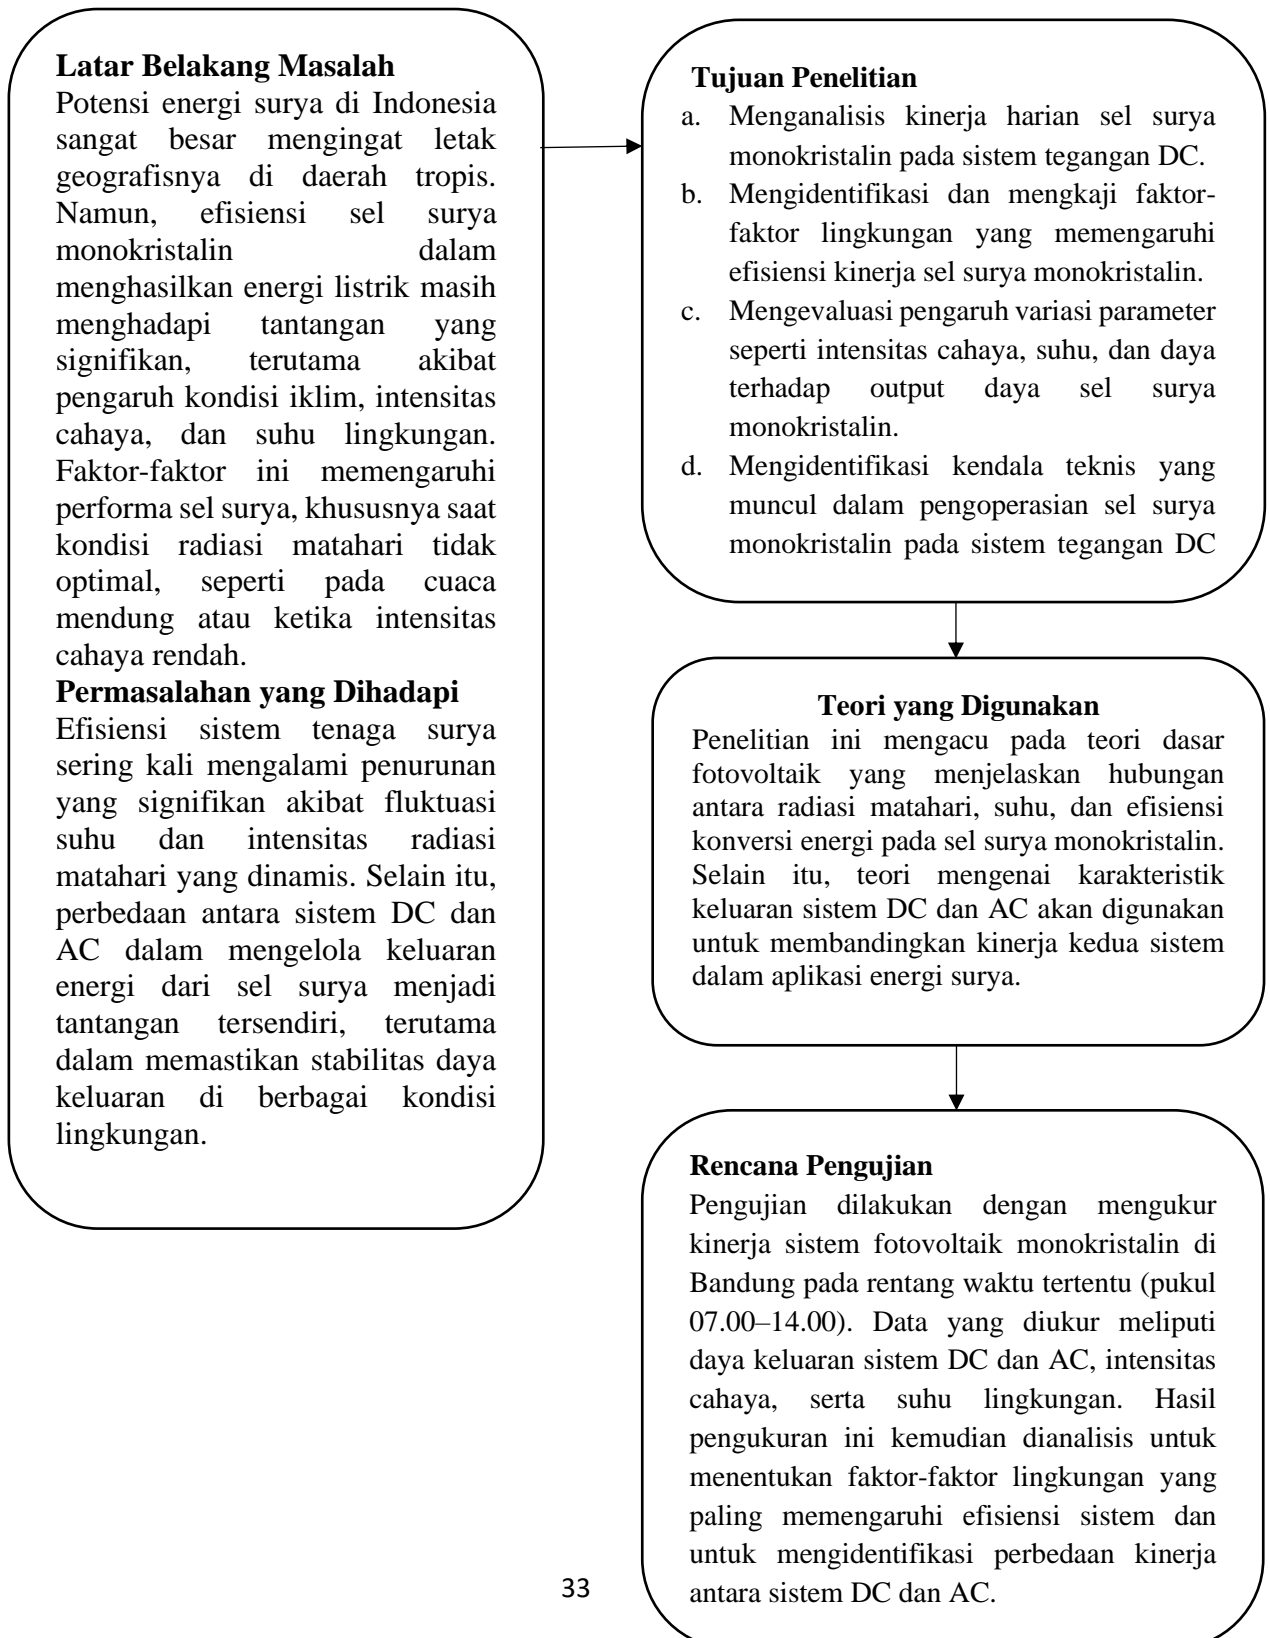 Latar Belakang Masalah
Potensi energi surya di Indonesia
sangat besar mengingat letak
geografisnya di daerah tropis.
Namun, efisiensi sel surya
monokristalin dalam
menghasilkan energi listrik masih
menghadapi tantangan yang
signifikan, terutama akibat
pengaruh kondisi iklim, intensitas
cahaya, dan suhu lingkungan.
Faktor-faktor ini memengaruhi
performa sel surya, khususnya saat
kondisi radiasi matahari tidak
optimal, seperti pada cuaca
mendung atau ketika intensitas
cahaya rendah.
Permasalahan yang Dihadapi
Efisiensi sistem tenaga surya
sering kali mengalami penurunan
yang signifikan akibat fluktuasi
suhu dan intensitas radiasi
matahari yang dinamis. Selain itu,
perbedaan antara sistem DC dan
AC dalam mengelola keluaran
energi dari sel surya menjadi
tantangan tersendiri, terutama
dalam memastikan stabilitas daya
keluaran di berbagai kondisi
lingkungan.
Tujuan Penelitian
a. Menganalisis kinerja harian sel surya
monokristalin pada sistem tegangan DC.
b. Mengidentifikasi dan mengkaji faktor-
faktor lingkungan yang memengaruhi
efisiensi kinerja sel surya monokristalin.
c. Mengevaluasi pengaruh variasi parameter
seperti intensitas cahaya, suhu, dan daya
terhadap output daya sel surya
monokristalin.
d. Mengidentifikasi kendala teknis yang
muncul dalam pengoperasian sel surya
monokristalin pada sistem tegangan DC
Teori yang Digunakan
Penelitian ini mengacu pada teori dasar
fotovoltaik yang menjelaskan hubungan
antara radiasi matahari, suhu, dan efisiensi
konversi energi pada sel surya monokristalin.
Selain itu, teori mengenai karakteristik
keluaran sistem DC dan AC akan digunakan
untuk membandingkan kinerja kedua sistem
dalam aplikasi energi surya.
Rencana Pengujian
Pengujian dilakukan dengan mengukur
kinerja sistem fotovoltaik monokristalin di
Bandung pada rentang waktu tertentu (pukul
07.00–14.00). Data yang diukur meliputi
daya keluaran sistem DC dan AC, intensitas
cahaya, serta suhu lingkungan. Hasil
pengukuran ini kemudian dianalisis untuk
menentukan faktor-faktor lingkungan yang
paling memengaruhi efisiensi sistem dan
untuk mengidentifikasi perbedaan kinerja
antara sistem DC dan AC.
33